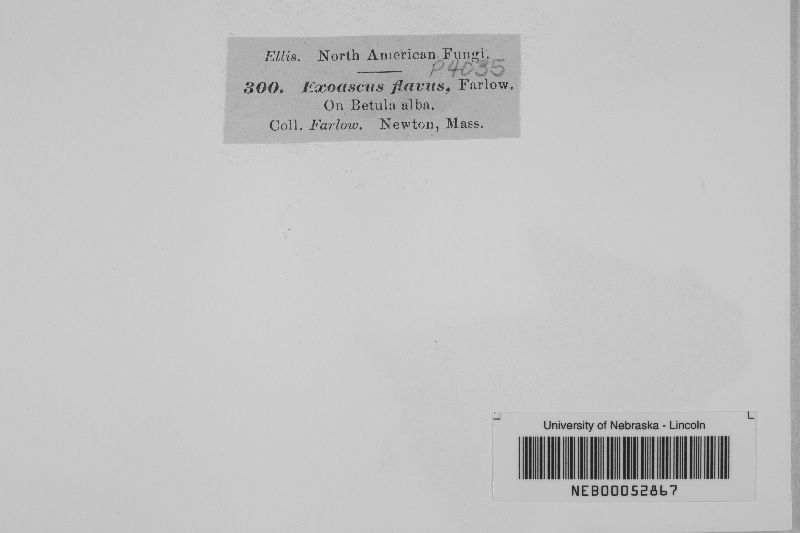 Ellis. North American Fungi.
P4035
300. Exoascus flavus, Farlow.
On Betula alba.
Coll. Farlow. Newton, Mass.
University of Nebraska - Lincoln
NEB00052867